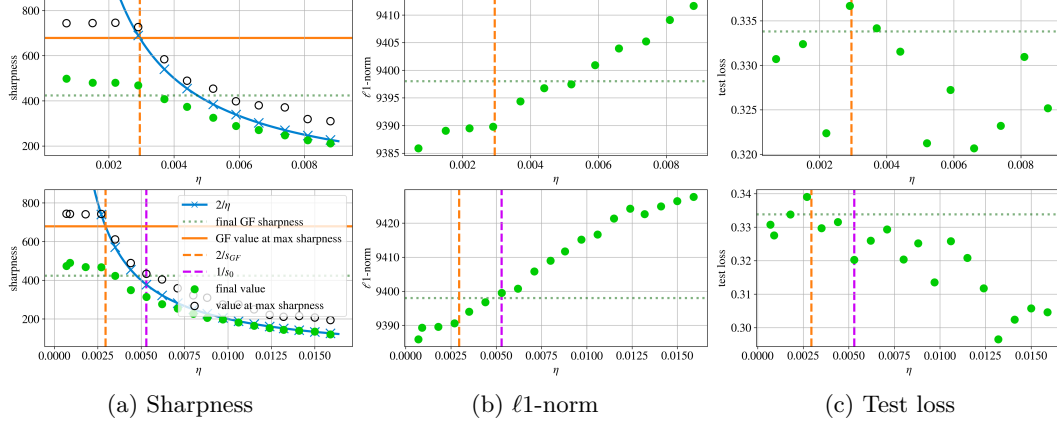 800
600
400
200
sharpness
0.002
0.004
0.006
0.008
η
9410
9400
9390
9385
ℓ1-norm
0.002
0.004
0.006
0.008
η
0.335
0.330
0.325
0.320
test loss
0.002
0.004
0.006
0.008
η
800
600
400
200
sharpness
2/η
final GF sharpness
GF value at max sharpness
2/s_GF
1/s_0
final value
value at max sharpness
0.0000
0.0025
0.0050
0.0075
0.0100
0.0125
0.0150
η
9420
9410
9400
9390
ℓ1-norm
0.0000
0.0025
0.0050
0.0075
0.0100
0.0125
0.0150
η
0.34
0.33
0.32
0.31
0.30
test loss
0.0000
0.0025
0.0050
0.0075
0.0100
0.0125
0.0150
η
(a) Sharpness
(b) ℓ1-norm
(c) Test loss